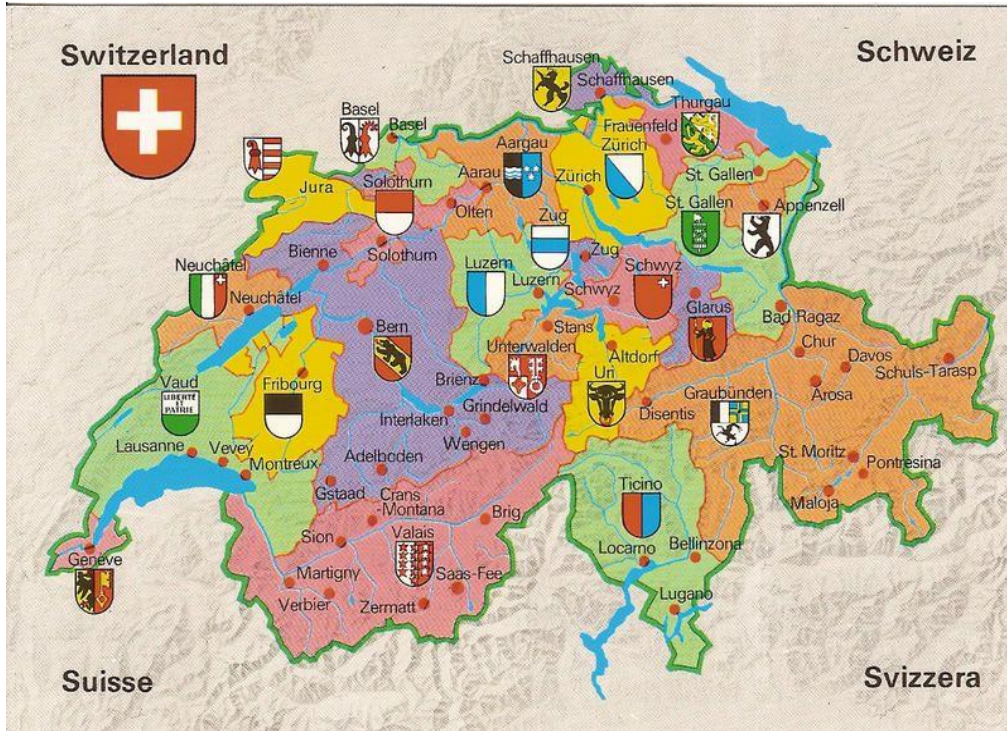 Switzerland
Schweiz
Schaffhausen
Schaffhausen
Basel
Basel
Thurgau
Frauenfeld
Aargau
Zürich
Jura
Solothurn
Aarau
Zürich
St. Gallen
Olten
Zug
St. Gallen
Appenzell
Bienne
Solothurn
Luzern
Zug
Schwyz
Neuchâtel
Neuchâtel
Luzern
Schwyz
Glarus
Bad Ragaz
Bern
Stans
Unterwalden
Altdorf
Chur
Davos
Schuls-Tarasp
Vaud
LIBERTÉ
ET
PATRIE
Fribourg
Brienz
Uri
Arosa
Interlaken
Grindelwald
Disentis
Graubünden
Wengen
Lausanne
Vevey
Montreux
Adelboden
St. Moritz
Pontresina
Gstaad
Crans
-Montana
Ticino
Maloja
Sion
Valais
Brig
Locarno
Bellinzona
Genève
Martigny
Saas-Fee
Verbier
Zermatt
Lugano
Suisse
Svizzera